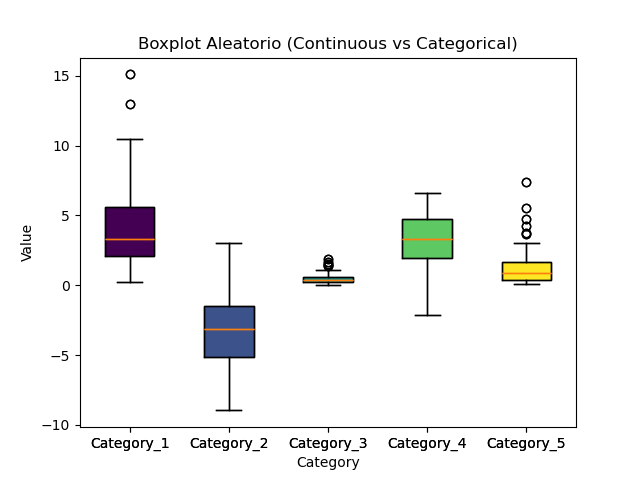 Boxplot Aleatorio (Continuous vs Categorical)
15
10
5
0
−5
−10
Value
Category_1 Category_2 Category_3 Category_4 Category_5
Category